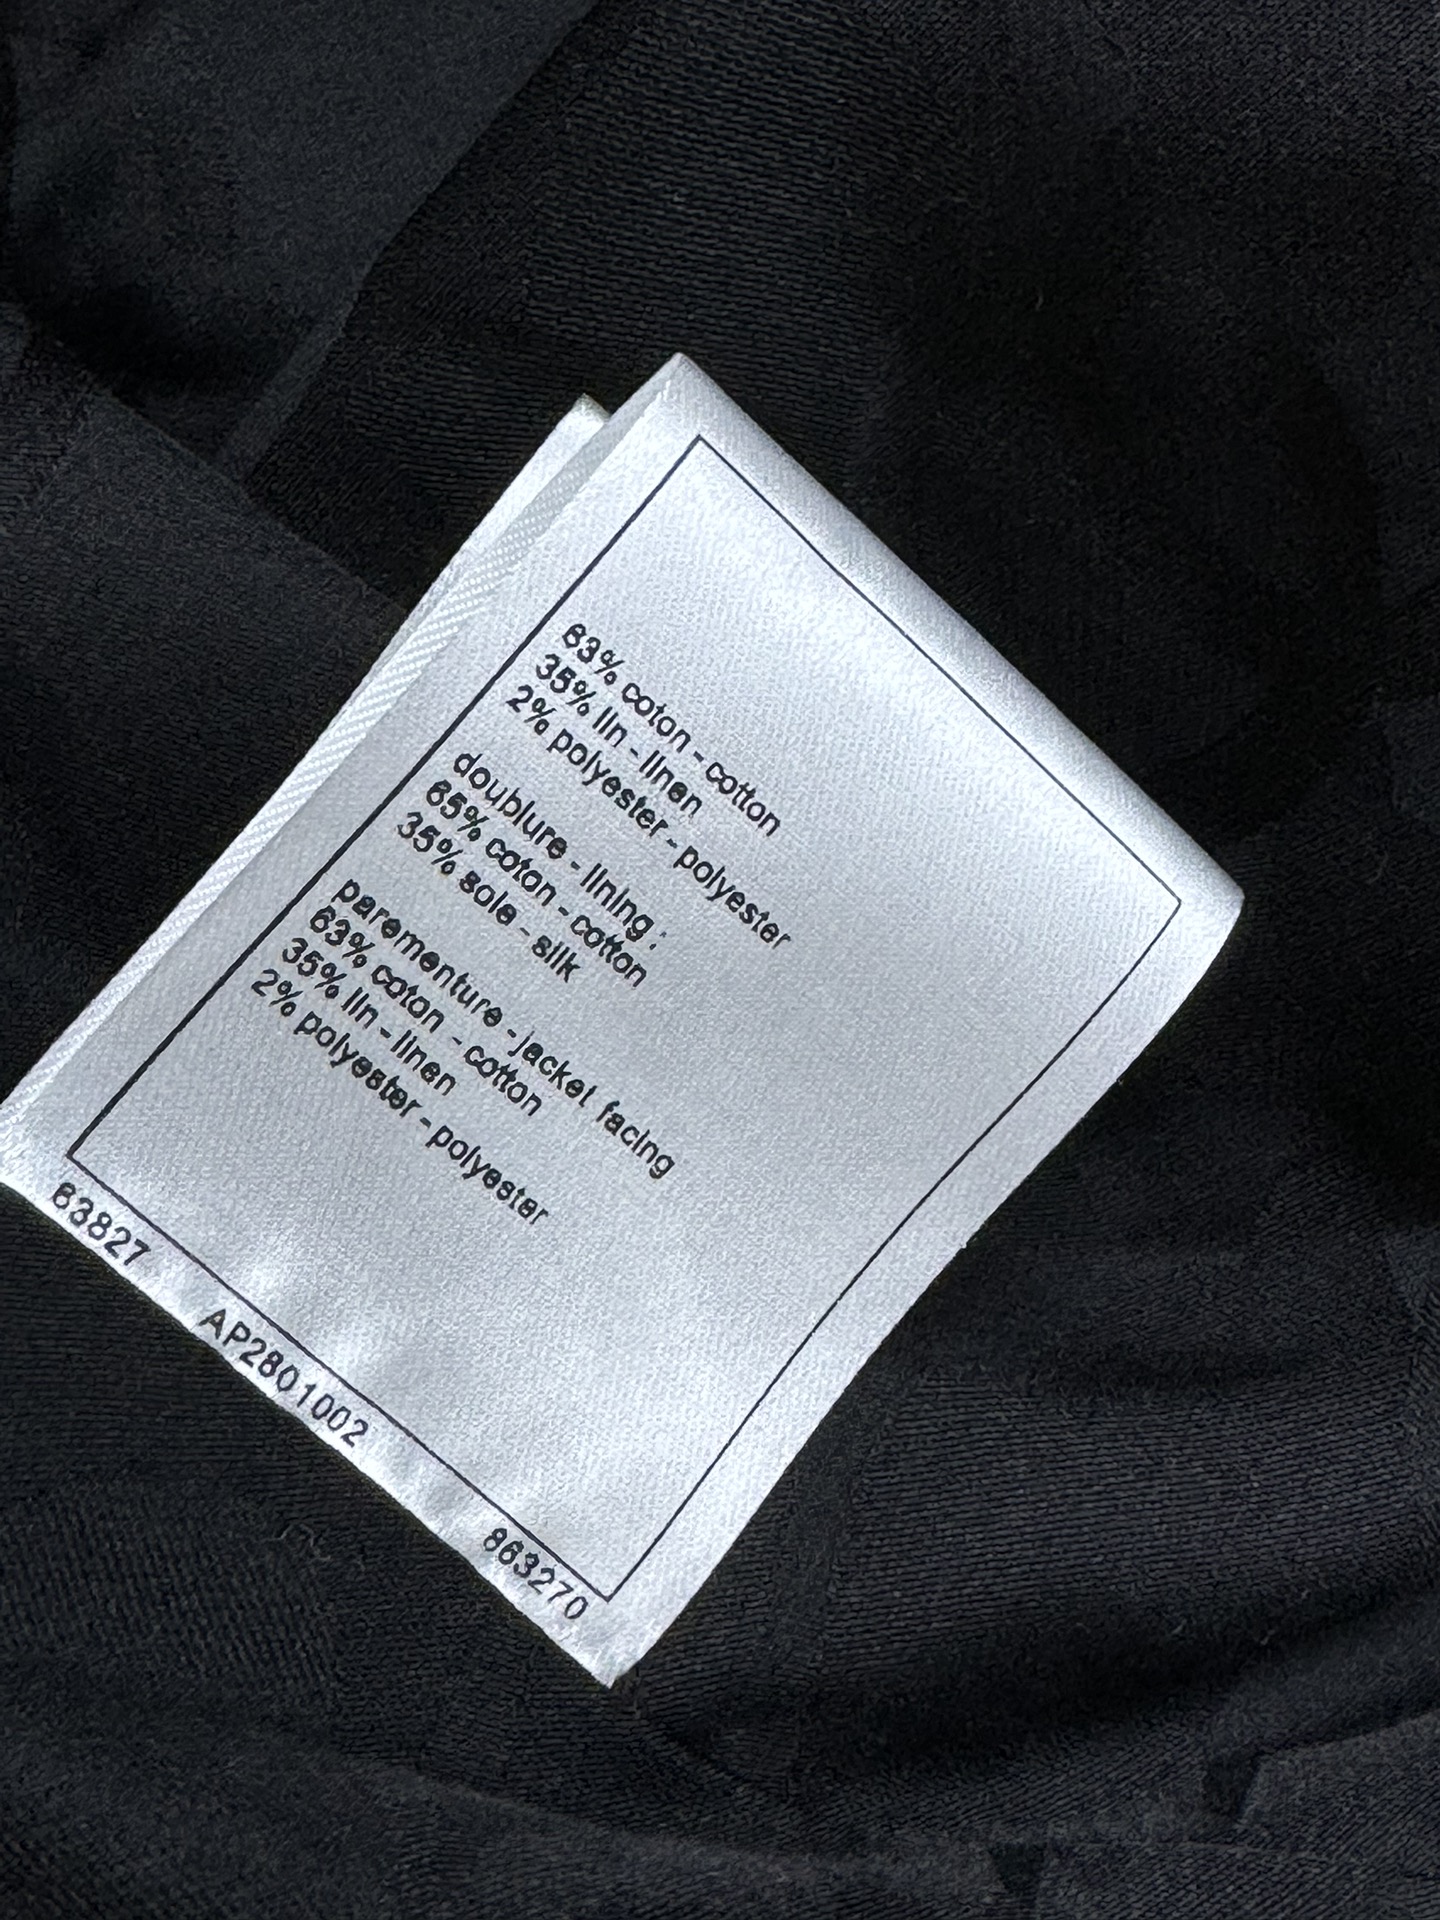 63% coton - cotton
35% lin - linen
2% polyester - polyester
doublure - lining :
65% coton - cotton
35% soie - silk
parementure - jacket facing
63% coton - cotton
35% lin - linen
2% polyester - polyester
63827 AP2801002 863270